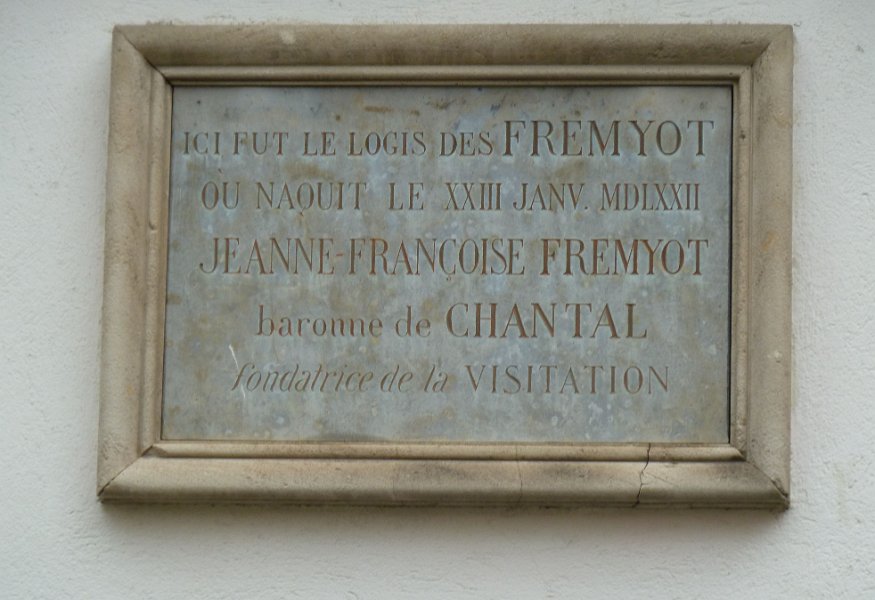 ICI FUT LE LOGIS DES FREMYOT
OÙ NAQUIT LE XXIII JANV. MDLXXII
JEANNE-FRANÇOISE FREMYOT
baronne de CHANTAL
fondatrice de la VISITATION